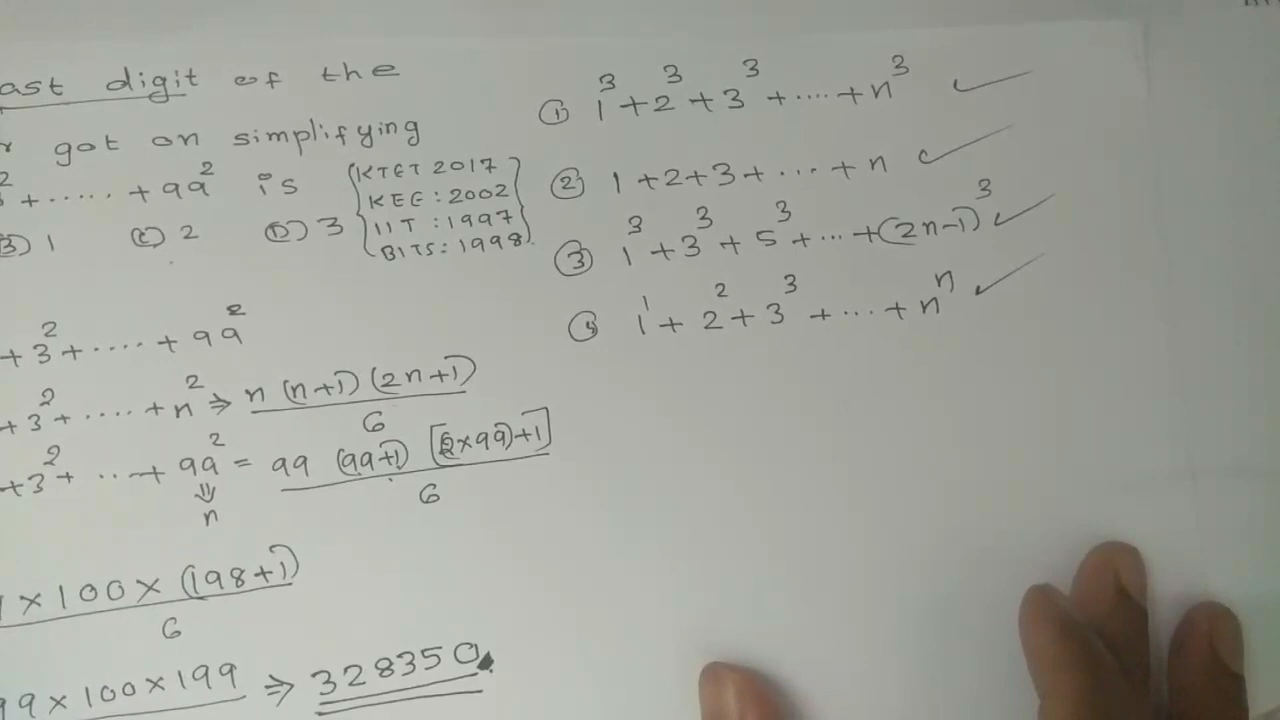 ast digit of the
r got on simplifying
² + ...... + 99² is
3) 1 (c) 2 (D) 3
{KTET 2017
KEE : 2002
IIT : 1997
BITS : 1998}
+ 3² + ..... + 99²
+ 3² + ..... + n² ⇒ n (n+1) (2n+1)
6
+ 3² + ... + 99² = 99 (99+1) [(2×99)+1]
6
⇓
n
× 100 × (198+1)
6
99 × 100 × 199 ⇒ 328350
① 1³ + 2³ + 3³ + ..... + n³ ✓
② 1 + 2 + 3 + ... + n ✓
③ 1³ + 3³ + 5³ + ... + (2n-1)³ ✓
④ 1¹ + 2² + 3³ + ... + nⁿ ✓